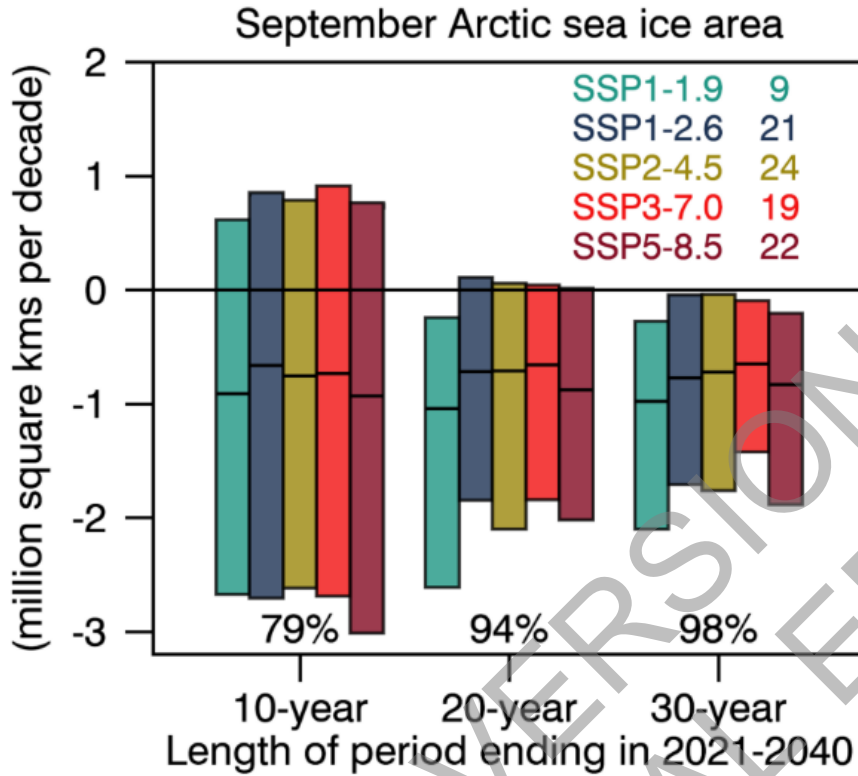 September Arctic sea ice area
(million square kms per decade)
2
1
0
-1
-2
-3
SSP1-1.9 9
SSP1-2.6 21
SSP2-4.5 24
SSP3-7.0 19
SSP5-8.5 22
79% 94% 98%
10-year 20-year 30-year
Length of period ending in 2021-2040
VERSION